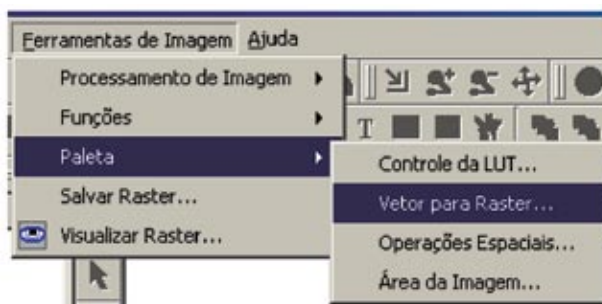 Ferramentas de Imagem Ajuda
Processamento de Imagem
Funções
Paleta
Salvar Raster...
Visualizar Raster...
T
Controle da LUT...
Vetor para Raster...
Operações Espaciais...
Área da Imagem...